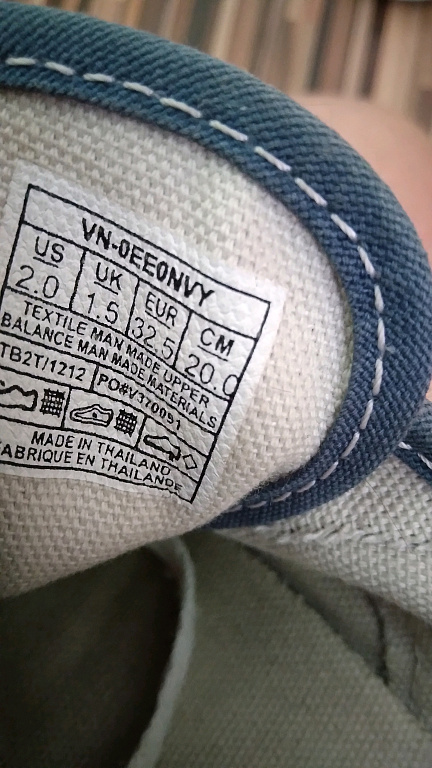 VN-0EE0NVY
US UK EUR CM
2.0 1.5 32.5 20.0
TEXTILE MAN MADE UPPER
BALANCE MAN MADE MATERIALS
TB2T/1212 PO#V370091
MADE IN THAILAND
FABRIQUE EN THAILANDE